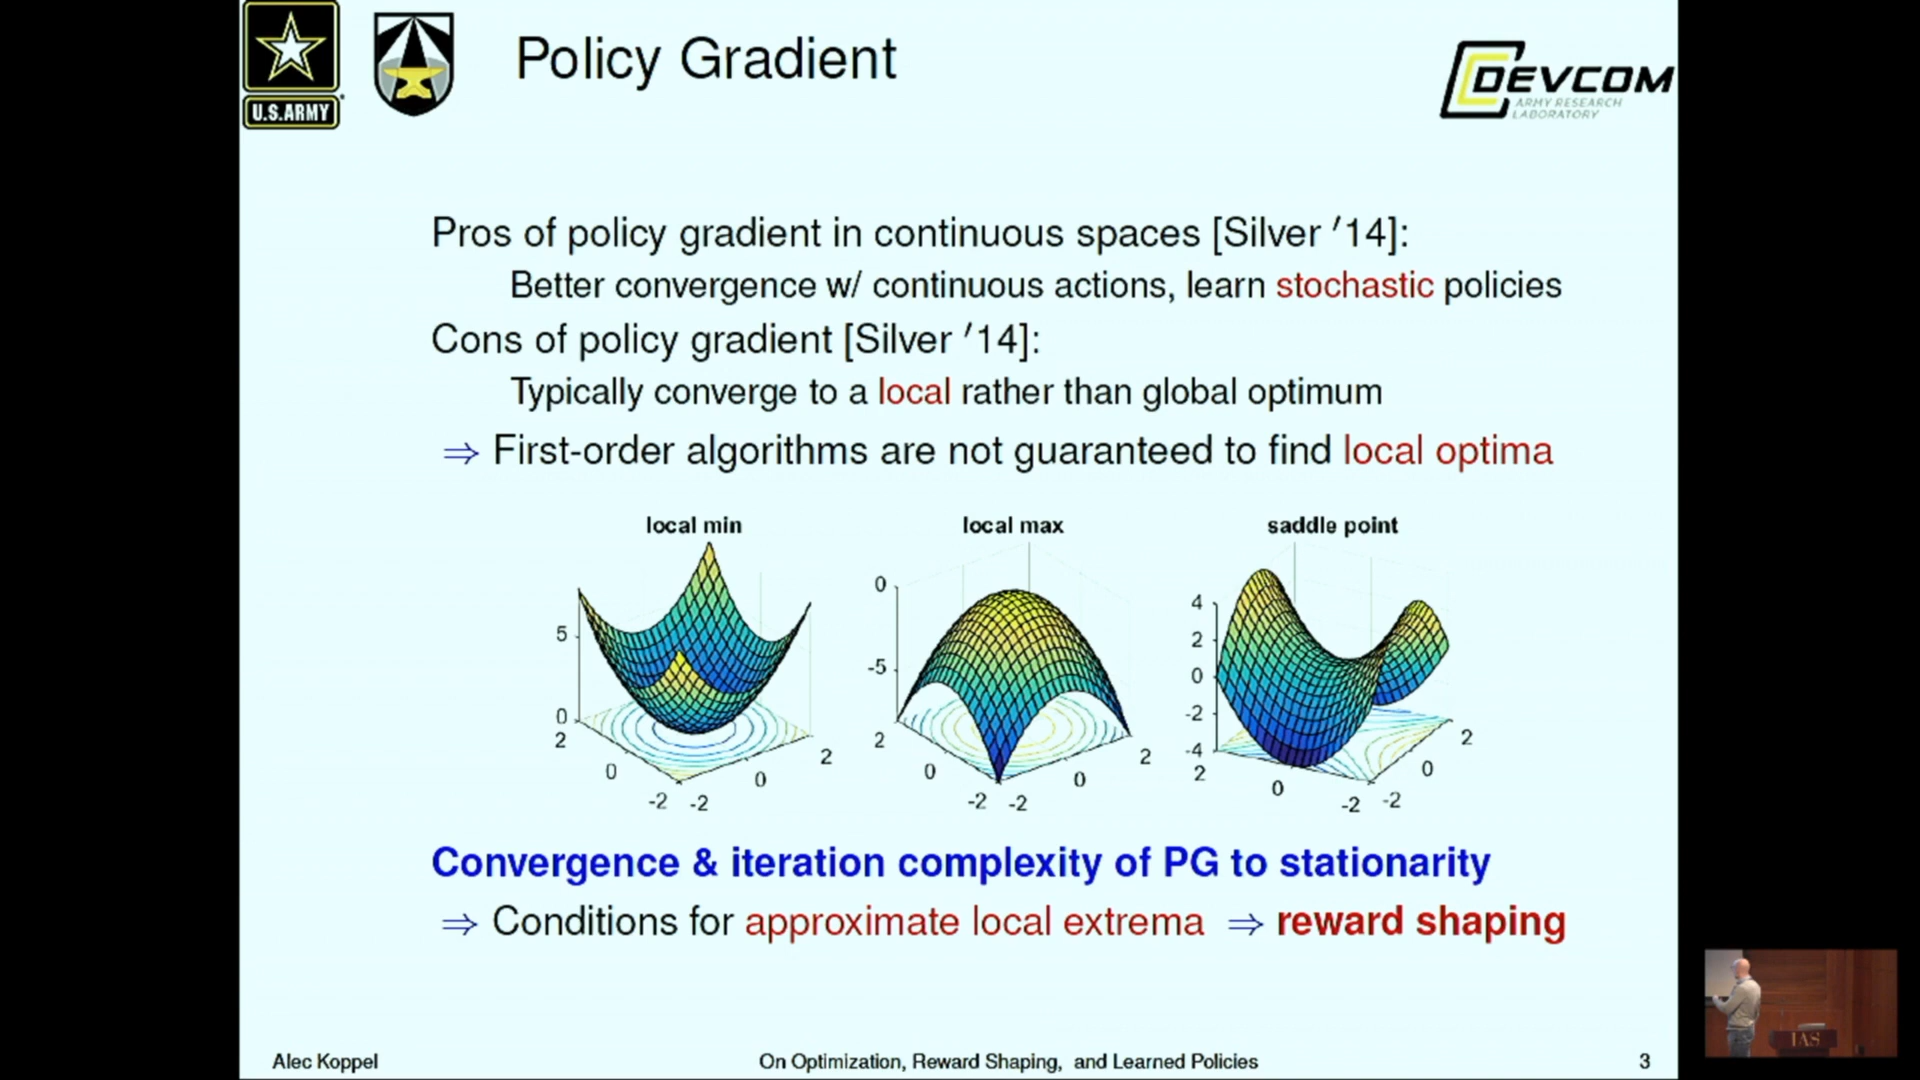 U.S.ARMY
Policy Gradient
DEVCOM
ARMY RESEARCH
LABORATORY
Pros of policy gradient in continuous spaces [Silver ′14]:
Better convergence w/ continuous actions, learn stochastic policies
Cons of policy gradient [Silver ′14]:
Typically converge to a local rather than global optimum
⇒ First-order algorithms are not guaranteed to find local optima
local min
5
0
2
0
-2
-2
0
2
local max
0
-5
2
0
-2
-2
0
2
saddle point
4
2
0
-2
-4
2
0
-2
-2
0
2
Convergence & iteration complexity of PG to stationarity
⇒ Conditions for approximate local extrema ⇒ reward shaping
Alec Koppel
On Optimization, Reward Shaping, and Learned Policies
3
IAS